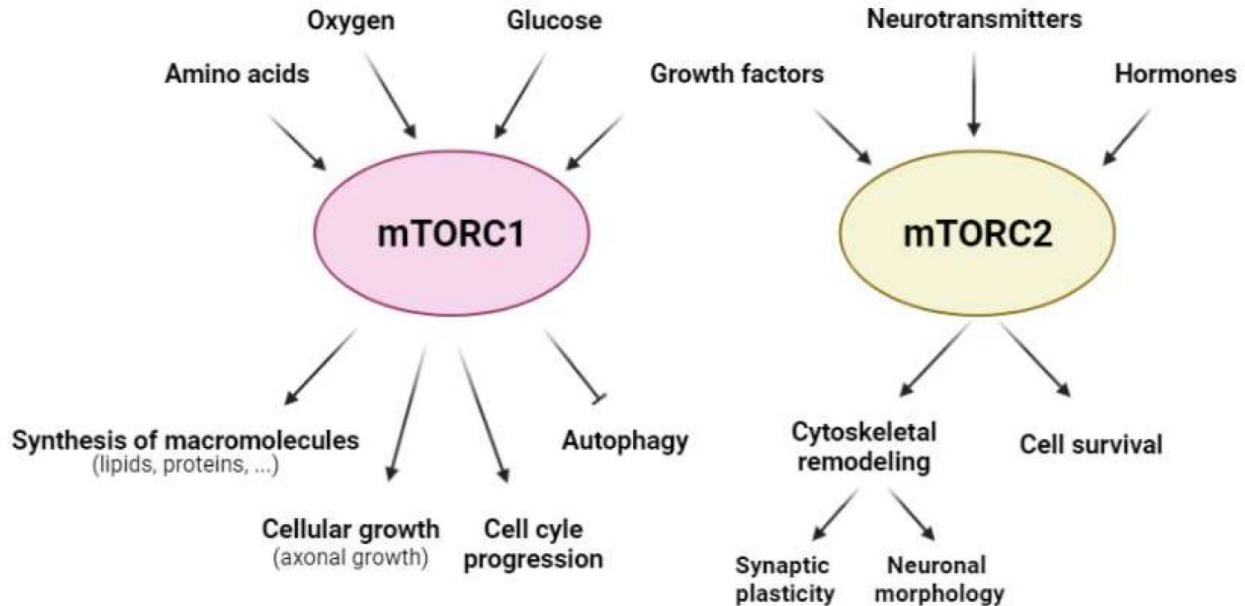 Oxygen
Glucose
Neurotransmitters
Amino acids
Growth factors
Hormones
mTORC1
mTORC2
Synthesis of macromolecules
(lipids, proteins, ...)
Autophagy
Cytoskeletal
remodeling
Cell survival
Cellular growth
(axonal growth)
Cell cyle
progression
Synaptic
plasticity
Neuronal
morphology